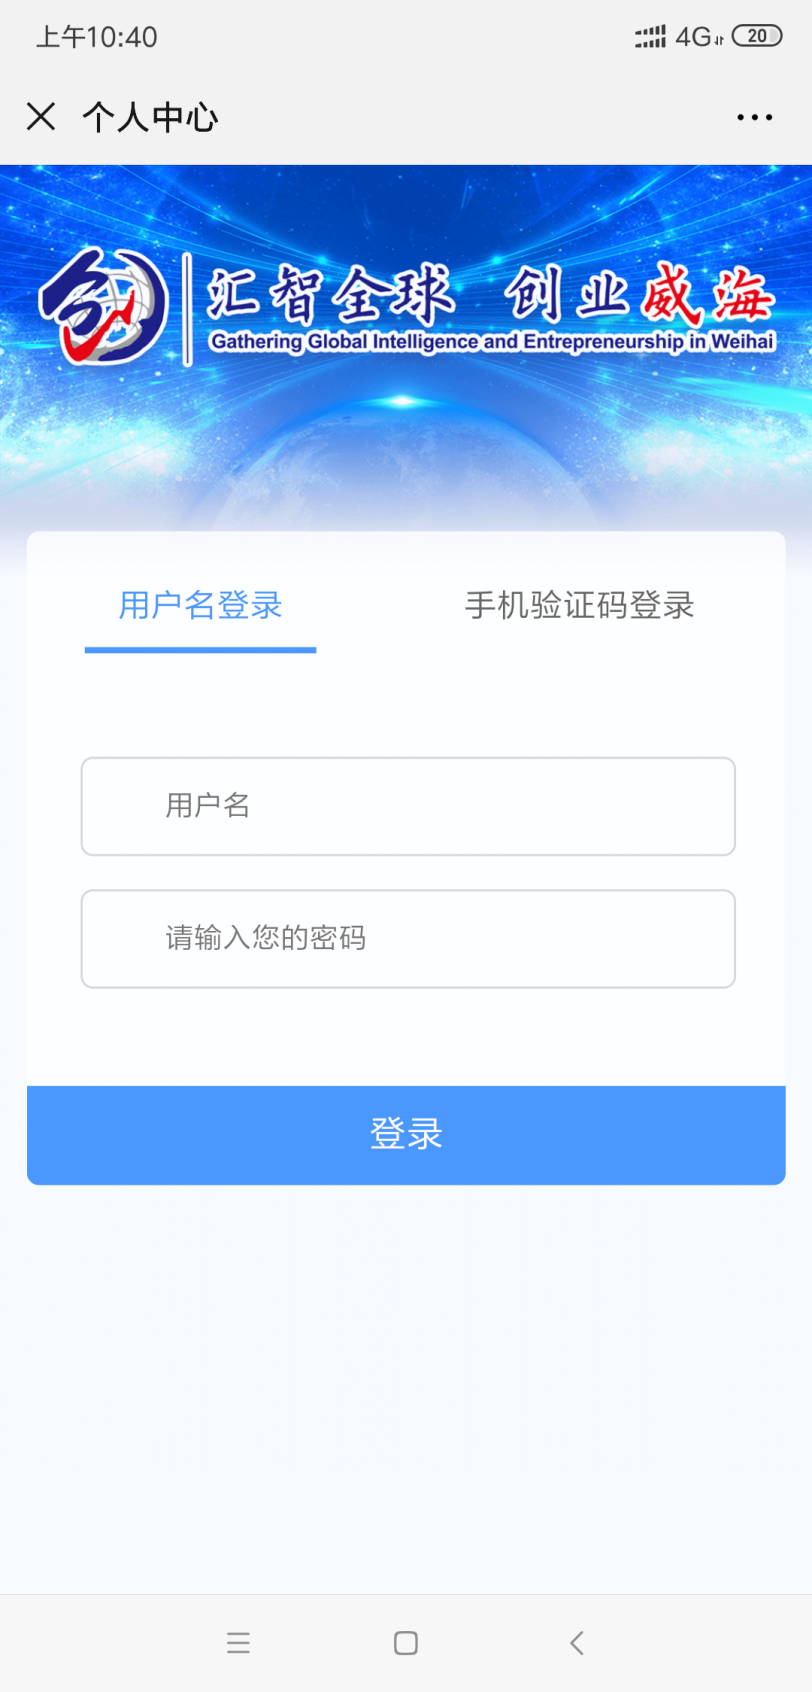 上午10:40
4G 20
个人中心
创 汇智全球 创业威海
Gathering Global Intelligence and Entrepreneurship in Weihai
用户名登录 手机验证码登录
用户名
请输入您的密码
登录